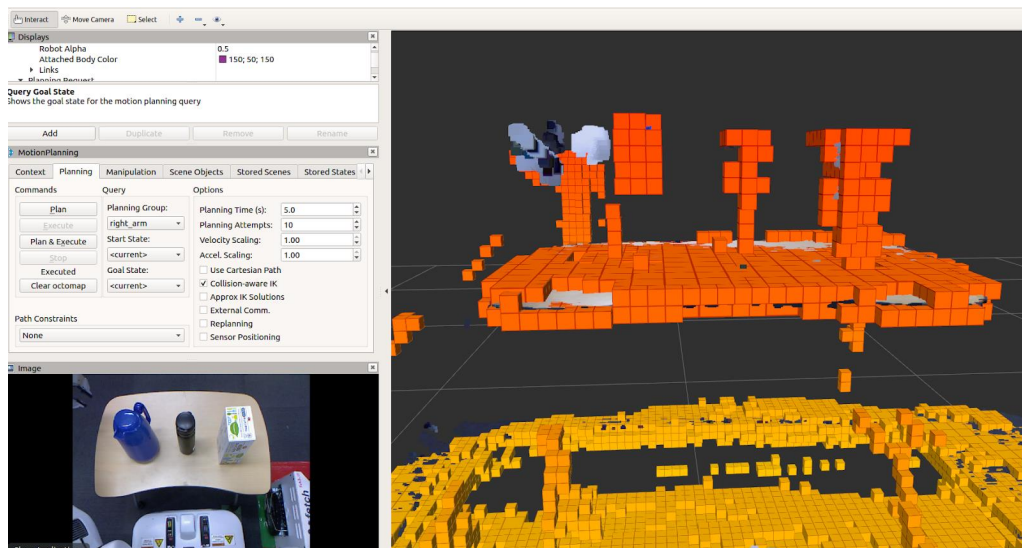 Interact Move Camera Select
Displays
Robot Alpha 0.5
Attached Body Color 150; 50; 150
Links
Planning Request
Query Goal State
Shows the goal state for the motion planning query
Add Duplicate Remove Rename
MotionPlanning
Context Planning Manipulation Scene Objects Stored Scenes Stored States
Commands Query Options
Plan Planning Group: Planning Time (s): 5.0
Execute right_arm Planning Attempts: 10
Plan & Execute Start State: Velocity Scaling: 1.00
Stop <current> Accel. Scaling: 1.00
Executed Goal State: Use Cartesian Path
Clear octomap <current> Collision-aware IK
Approx IK Solutions
External Comm.
Path Constraints Replanning
None Sensor Positioning
Image
fetch